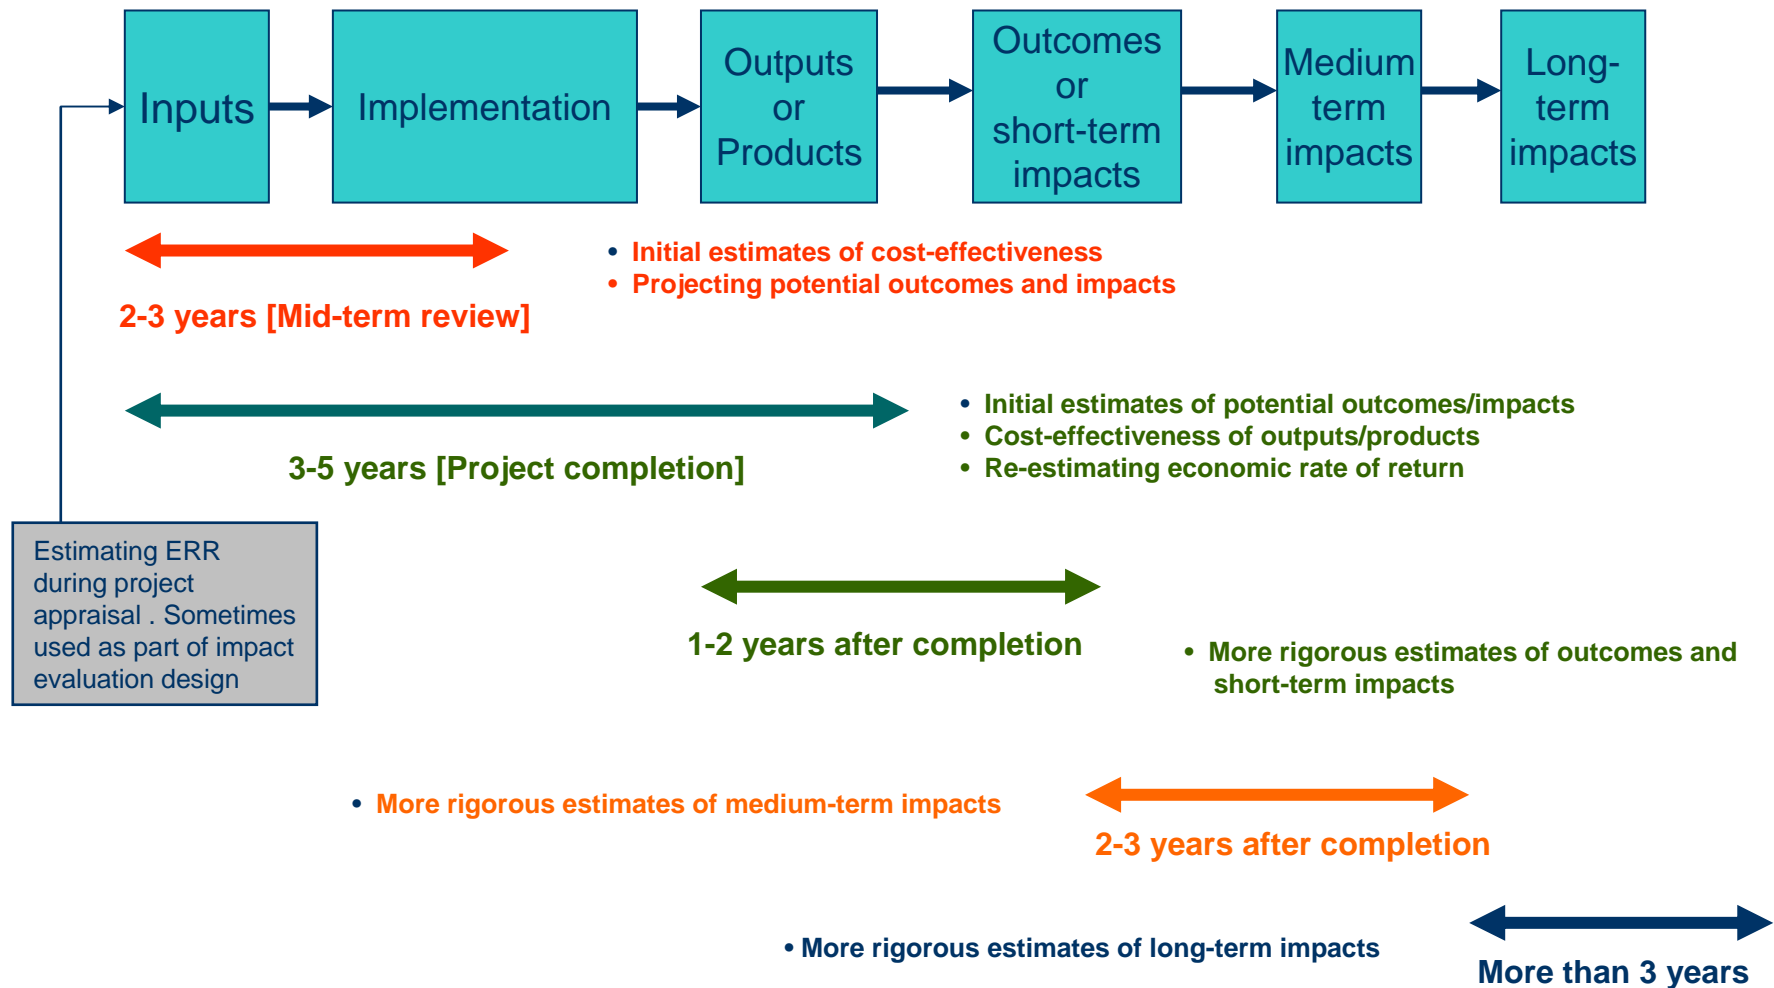 Inputs
Implementation
Outputs
or
Products
Outcomes
or
short-term
impacts
Medium
term
impacts
Long-
term
impacts
• Initial estimates of cost-effectiveness
• Projecting potential outcomes and impacts
2-3 years [Mid-term review]
• Initial estimates of potential outcomes/impacts
• Cost-effectiveness of outputs/products
• Re-estimating economic rate of return
3-5 years [Project completion]
Estimating ERR
during project
appraisal . Sometimes
used as part of impact
evaluation design
1-2 years after completion
• More rigorous estimates of outcomes and
short-term impacts
• More rigorous estimates of medium-term impacts
2-3 years after completion
• More rigorous estimates of long-term impacts
More than 3 years